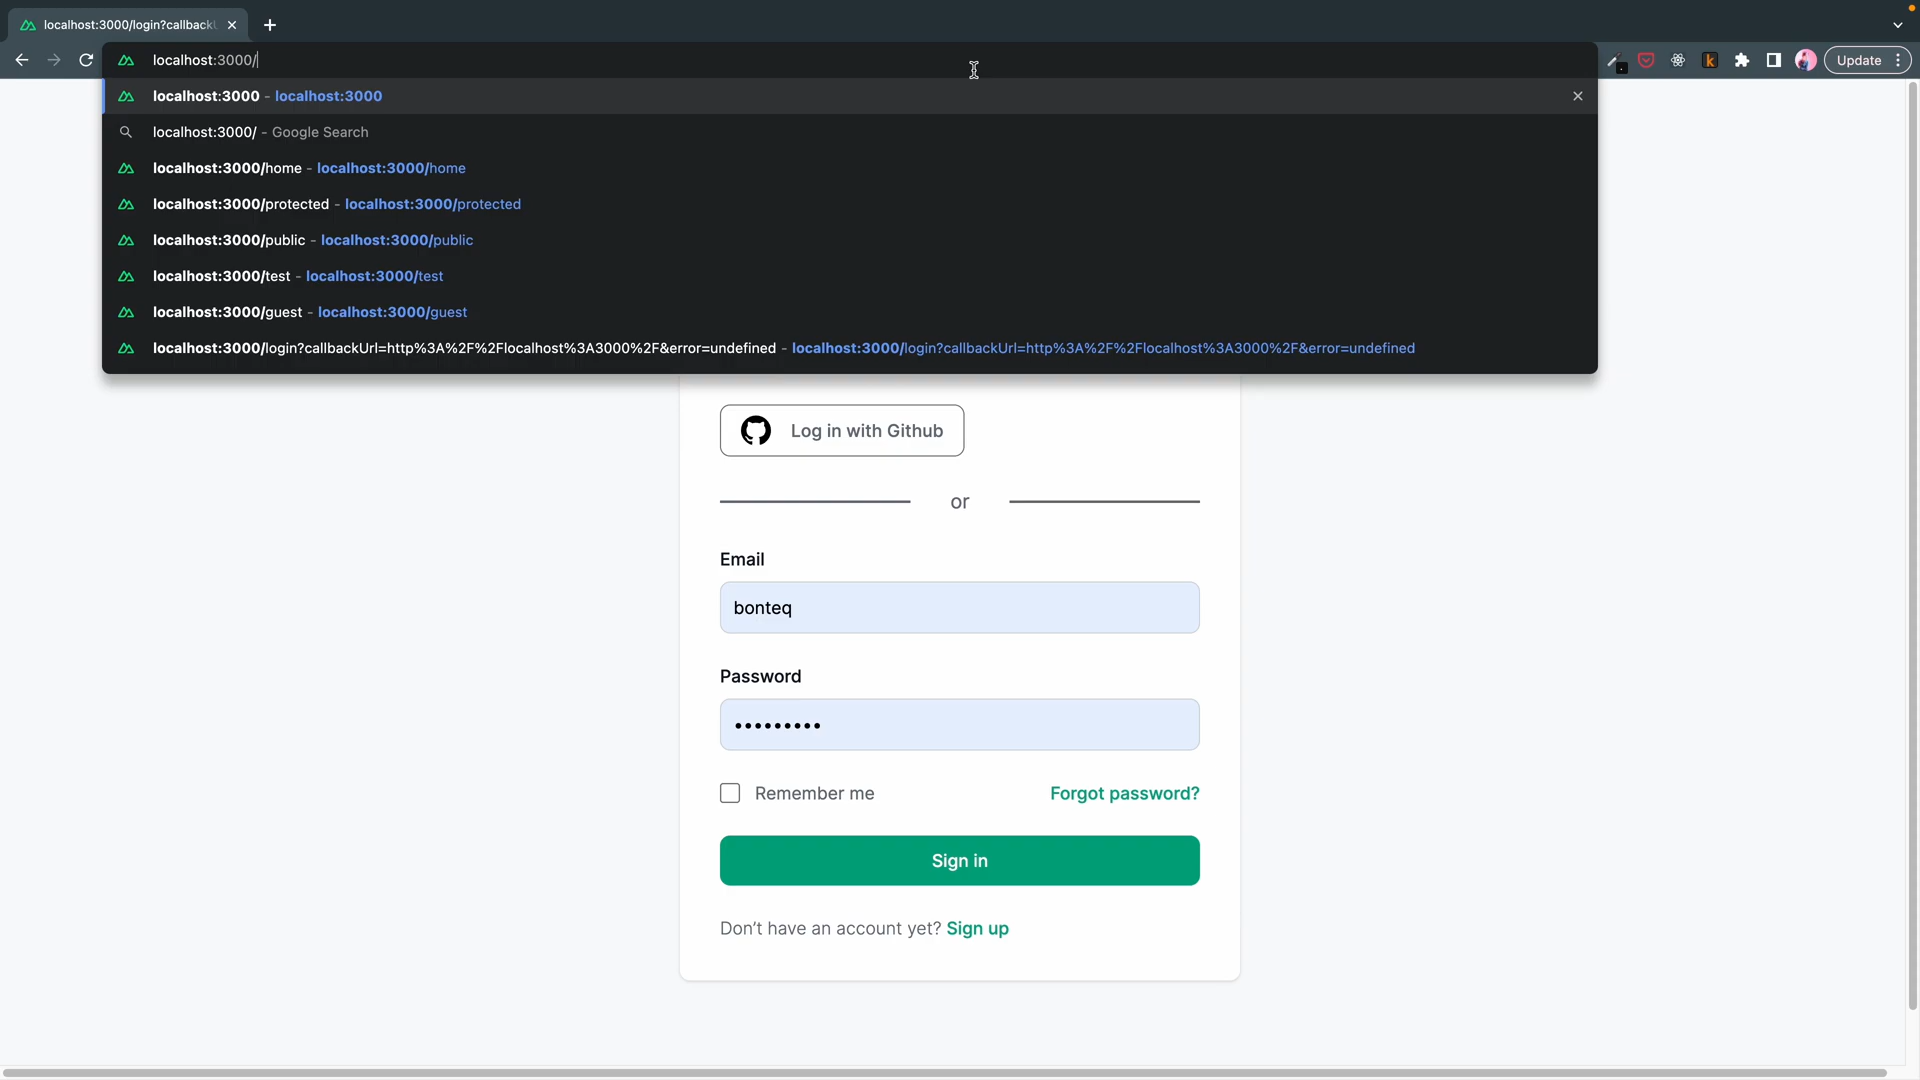 localhost:3000/login?callbackU
Update
localhost:3000/
localhost:3000 - localhost:3000
localhost:3000/ - Google Search
localhost:3000/home - localhost:3000/home
localhost:3000/protected - localhost:3000/protected
localhost:3000/public - localhost:3000/public
localhost:3000/test - localhost:3000/test
localhost:3000/guest - localhost:3000/guest
localhost:3000/login?callbackUrl=http%3A%2F%2Flocalhost%3A3000%2F&error=undefined - localhost:3000/login?callbackUrl=http%3A%2F%2Flocalhost%3A3000%2F&error=undefined
Log in with Github
or
Email
bonteq
Password
•••••••••
Remember me
Forgot password?
Sign in
Don't have an account yet? Sign up